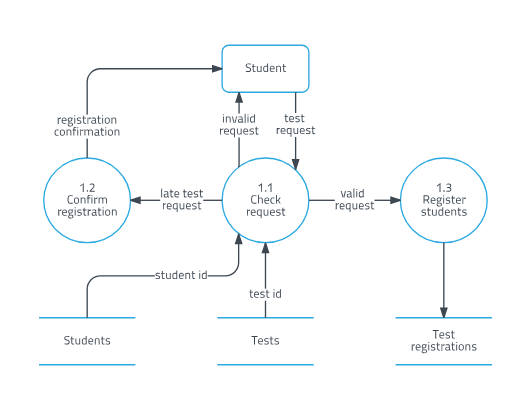 Student
registration
confirmation
invalid
request
test
request
1.2
Confirm
registration
late test
request
1.1
Check
request
valid
request
1.3
Register
students
student id
test id
Students
Tests
Test
registrations